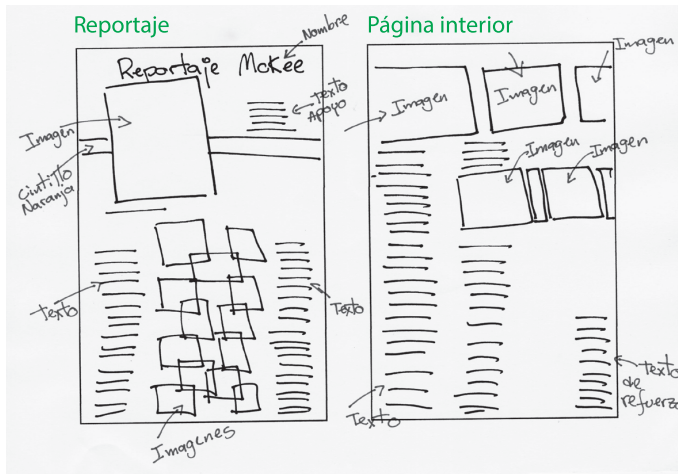 Reportaje
Nombre
Reportaje Mckee
Texto
Apoyo
Imagen
Cintillo
Naranja
Texto
Texto
Imagenes
Página interior
Imagen
Imagen
Imagen
Imagen
Imagen
Texto
Texto
de
refuerzo